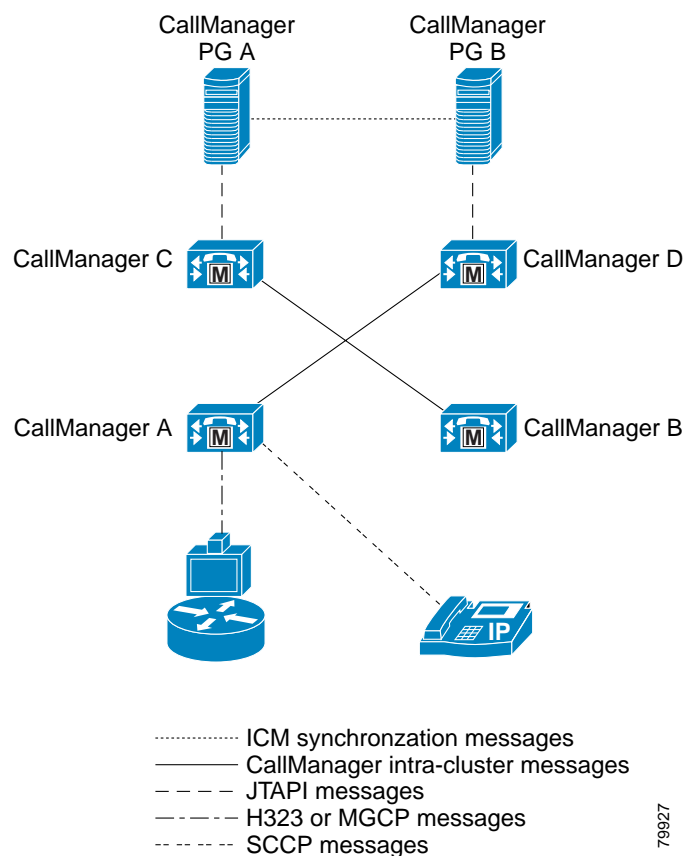 CallManager
PG A
CallManager
PG B
CallManager C
M
M
CallManager D
CallManager A
M
M
CallManager B
IP
ICM synchronzation messages
CallManager intra-cluster messages
JTAPI messages
H323 or MGCP messages
SCCP messages
79927